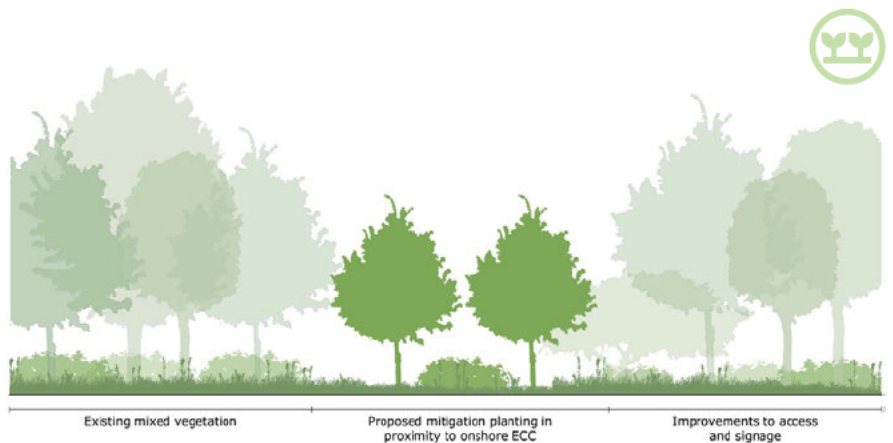 Existing mixed vegetation
Proposed mitigation planting in
proximity to onshore ECC
Improvements to access
and signage